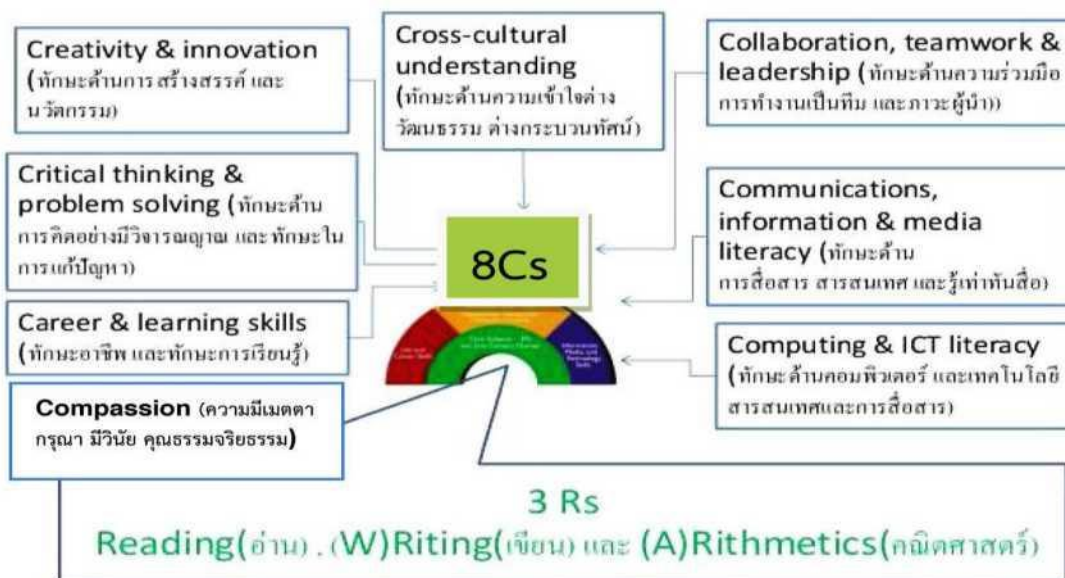 Creativity & innovation
(ทักษะด้านการสร้างสรรค์ และ
นวัตกรรม)
Cross-cultural
understanding
(ทักษะด้านความเข้าใจต่าง
วัฒนธรรม ต่างกระบวนทัศน์)
Collaboration, teamwork &
leadership (ทักษะด้านความร่วมมือ
การทำงานเป็นทีม และภาวะผู้นำ))
Critical thinking &
problem solving (ทักษะด้าน
การคิดอย่างมีวิจารณญาณ และทักษะใน
การแก้ปัญหา)
8Cs
Communications,
information & media
literacy (ทักษะด้าน
การสื่อสาร สารสนเทศ และรู้เท่าทันสื่อ)
Career & learning skills
(ทักษะอาชีพ และทักษะการเรียนรู้)
Computing & ICT literacy
(ทักษะด้านคอมพิวเตอร์ และเทคโนโลยี
สารสนเทศและการสื่อสาร)
Compassion (ความมีเมตตา
กรุณา มีวินัย คุณธรรมจริยธรรม)
3 Rs
Reading(อ่าน) . (W)Riting(เขียน) และ (A)Rithmetics(คณิตศาสตร์)